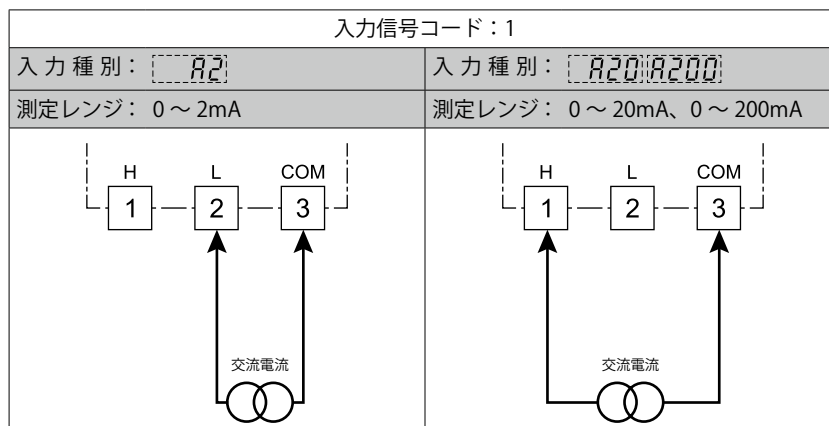 入力信号コード：1
入 力 種 別： A2
入 力 種 別： A20 A200
測定レンジ： 0 ～ 2mA
測定レンジ： 0 ～ 20mA、0 ～ 200mA
H L COM
1 2 3
交流電流
H L COM
1 2 3
交流電流